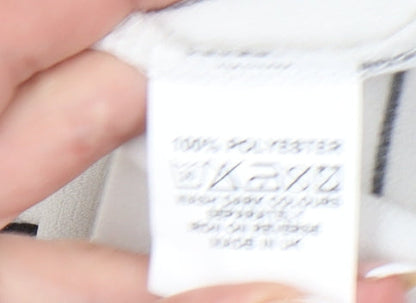 100% POLYESTER
WASH DARK COLOURS
SEPARATELY
IRON ON REVERSE
MADE IN UK